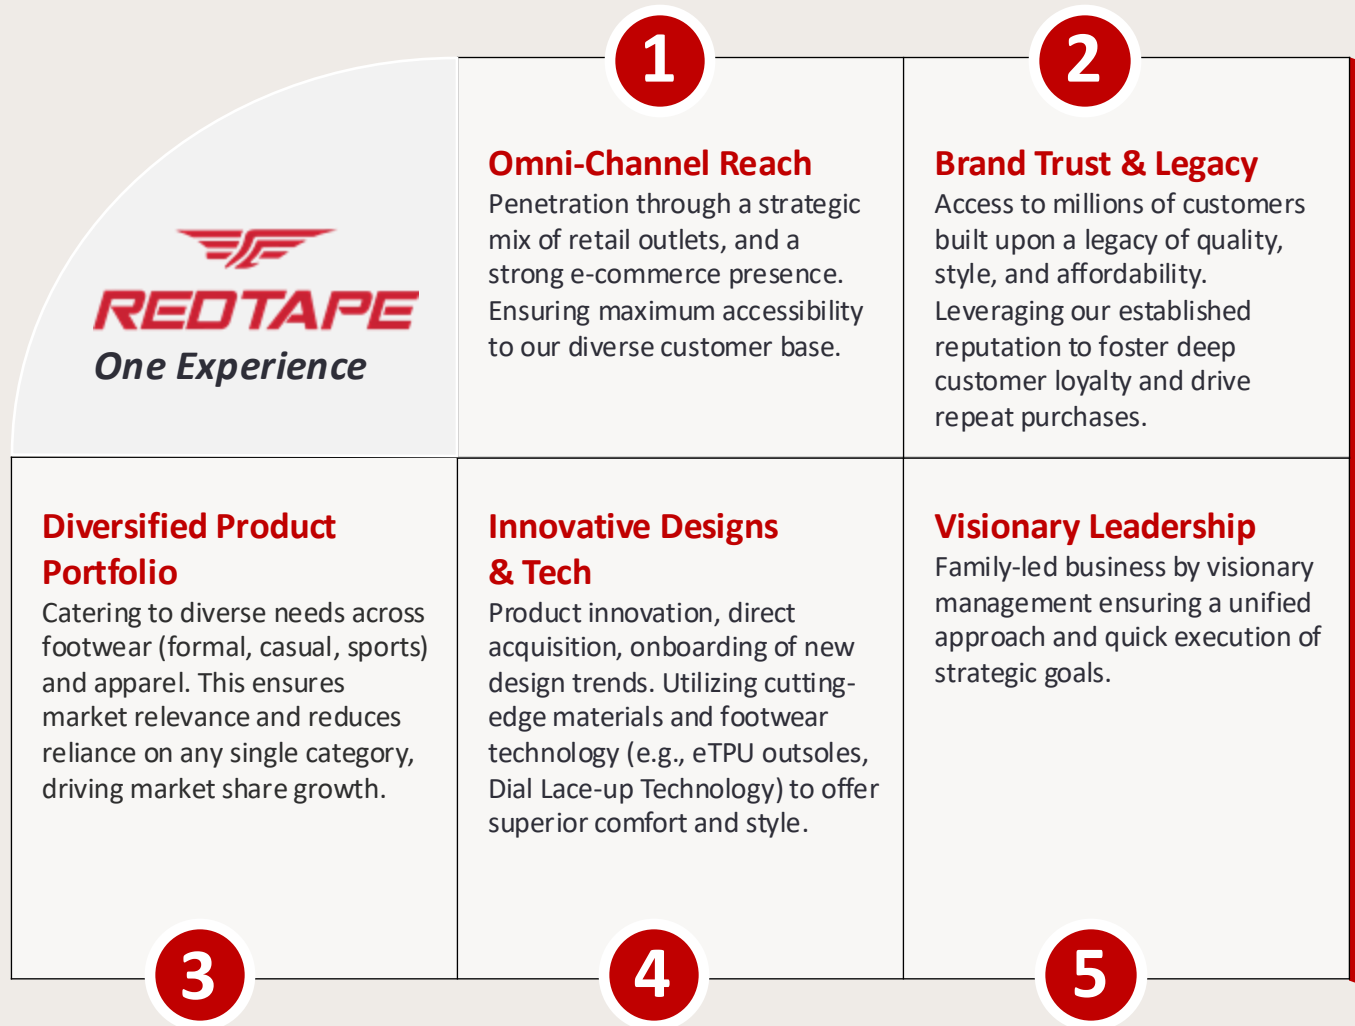 REDTAPE
One Experience
1
Omni-Channel Reach
Penetration through a strategic
mix of retail outlets, and a
strong e-commerce presence.
Ensuring maximum accessibility
to our diverse customer base.
2
Brand Trust & Legacy
Access to millions of customers
built upon a legacy of quality,
style, and affordability.
Leveraging our established
reputation to foster deep
customer loyalty and drive
repeat purchases.
Diversified Product
Portfolio
Catering to diverse needs across
footwear (formal, casual, sports)
and apparel. This ensures
market relevance and reduces
reliance on any single category,
driving market share growth.
3
Innovative Designs
& Tech
Product innovation, direct
acquisition, onboarding of new
design trends. Utilizing cutting-
edge materials and footwear
technology (e.g., eTPU outsoles,
Dial Lace-up Technology) to offer
superior comfort and style.
4
Visionary Leadership
Family-led business by visionary
management ensuring a unified
approach and quick execution of
strategic goals.
5